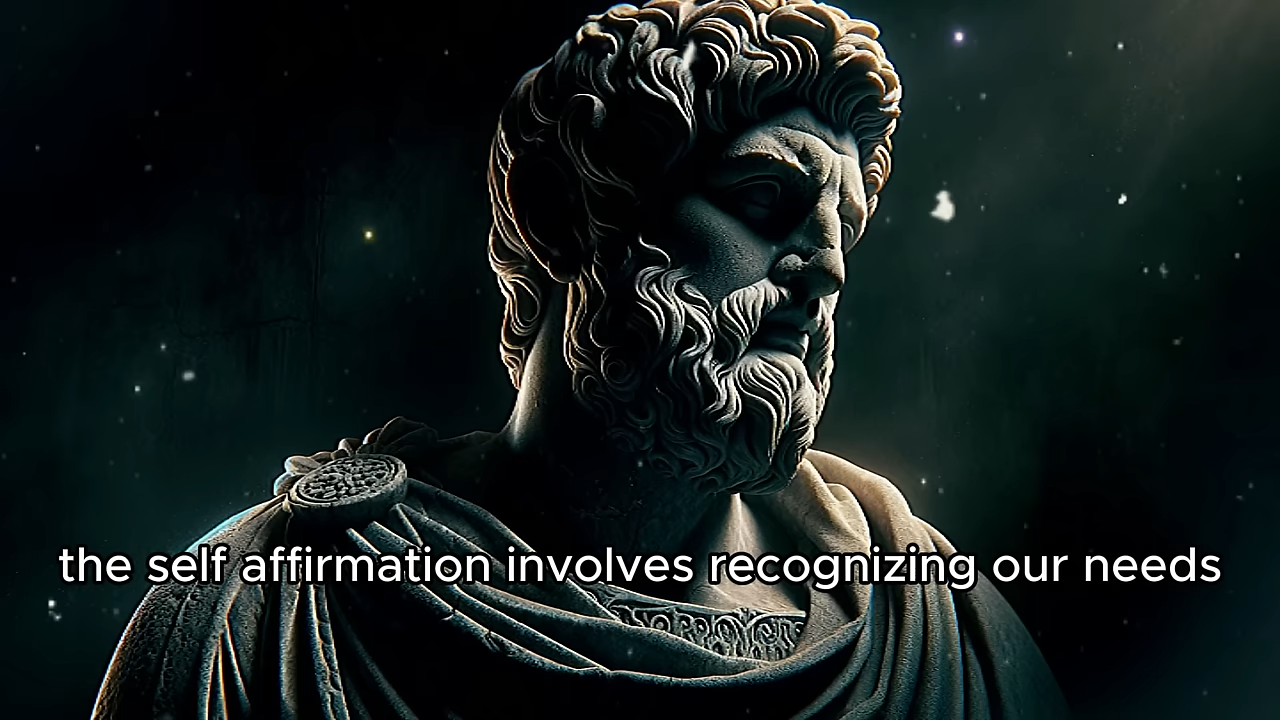 the self affirmation involves recognizing our needs